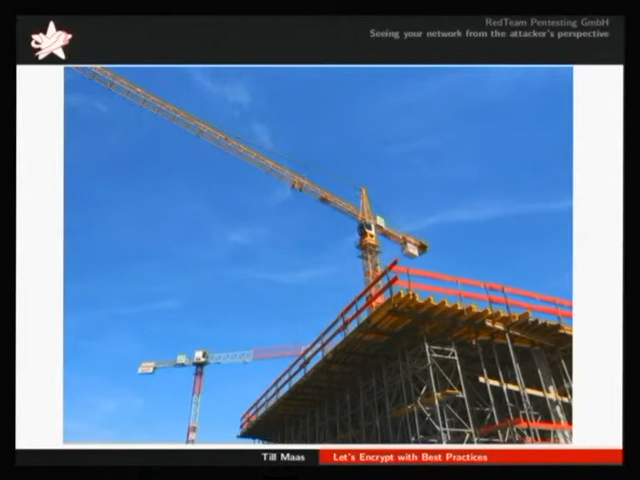 RedTeam Pentesting GmbH
Seeing your network from the attacker's perspective
Till Maas
Let's Encrypt with Best Practices